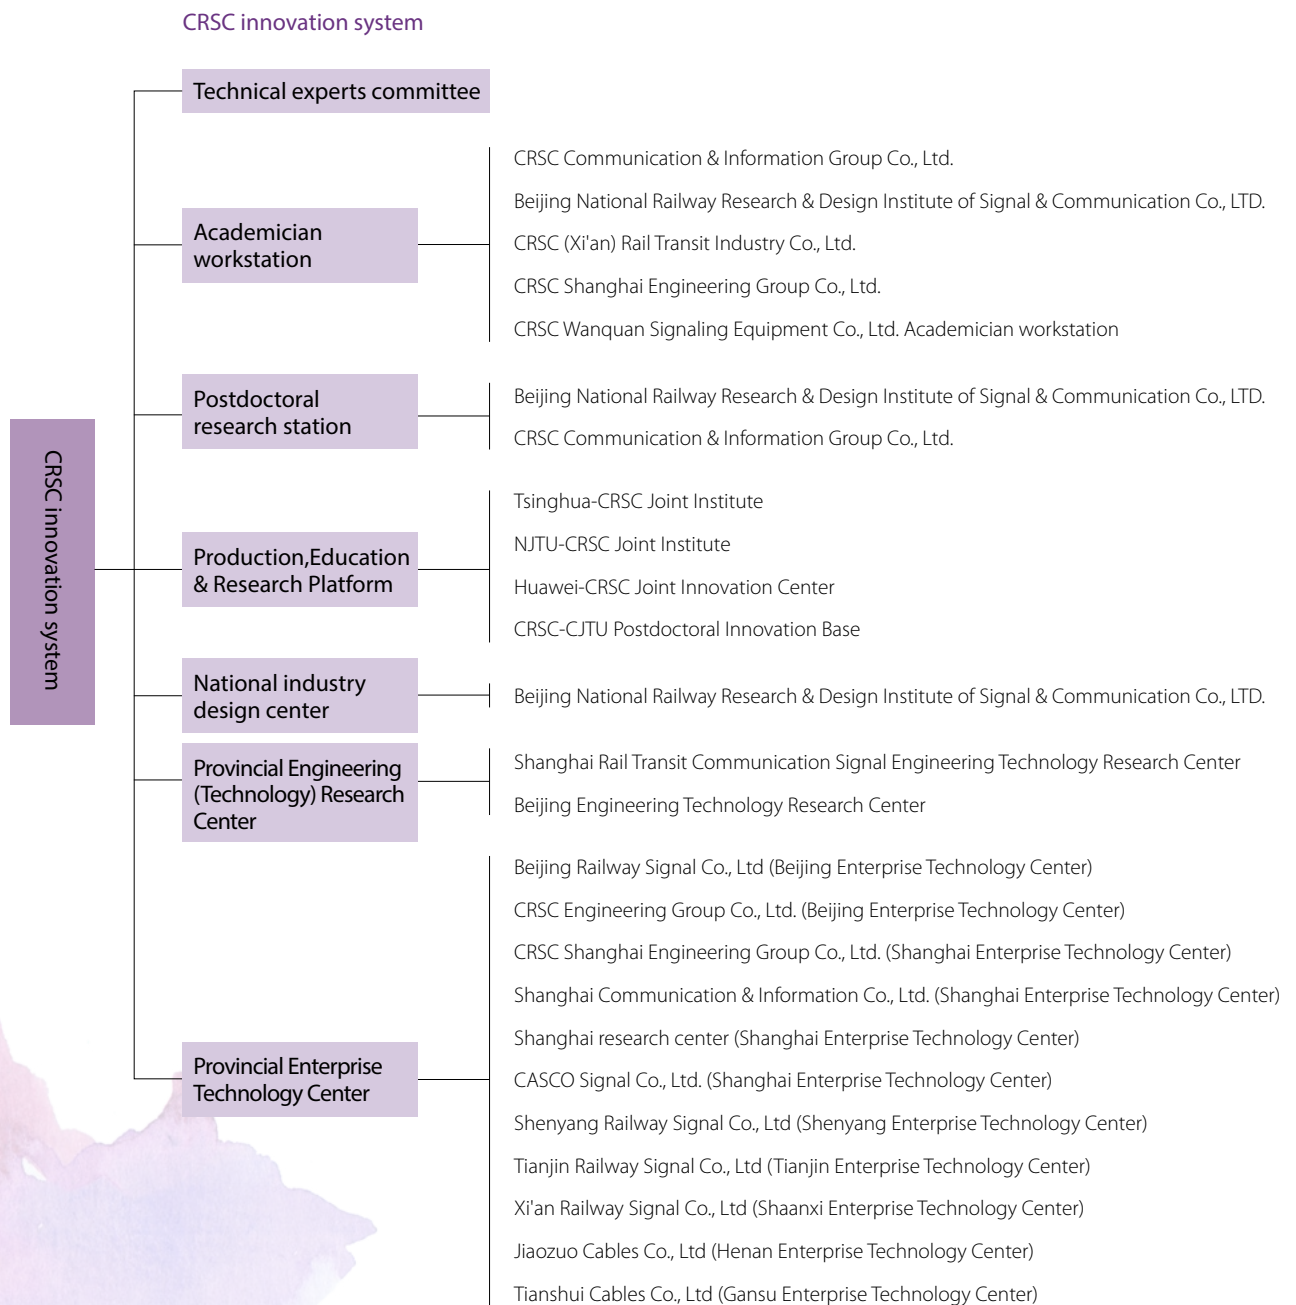 CRSC innovation system
CRSC innovation system
Technical experts committee
Academician
workstation
CRSC Communication & Information Group Co., Ltd.
Beijing National Railway Research & Design Institute of Signal & Communication Co., LTD.
CRSC (Xi'an) Rail Transit Industry Co., Ltd.
CRSC Shanghai Engineering Group Co., Ltd.
CRSC Wanquan Signaling Equipment Co., Ltd. Academician workstation
Postdoctoral
research station
Beijing National Railway Research & Design Institute of Signal & Communication Co., LTD.
CRSC Communication & Information Group Co., Ltd.
Production,Education
& Research Platform
Tsinghua-CRSC Joint Institute
NJTU-CRSC Joint Institute
Huawei-CRSC Joint Innovation Center
CRSC-CJTU Postdoctoral Innovation Base
National industry
design center
Beijing National Railway Research & Design Institute of Signal & Communication Co., LTD.
Provincial Engineering
(Technology) Research
Center
Shanghai Rail Transit Communication Signal Engineering Technology Research Center
Beijing Engineering Technology Research Center
Provincial Enterprise
Technology Center
Beijing Railway Signal Co., Ltd (Beijing Enterprise Technology Center)
CRSC Engineering Group Co., Ltd. (Beijing Enterprise Technology Center)
CRSC Shanghai Engineering Group Co., Ltd. (Shanghai Enterprise Technology Center)
Shanghai Communication & Information Co., Ltd. (Shanghai Enterprise Technology Center)
Shanghai research center (Shanghai Enterprise Technology Center)
CASCO Signal Co., Ltd. (Shanghai Enterprise Technology Center)
Shenyang Railway Signal Co., Ltd (Shenyang Enterprise Technology Center)
Tianjin Railway Signal Co., Ltd (Tianjin Enterprise Technology Center)
Xi'an Railway Signal Co., Ltd (Shaanxi Enterprise Technology Center)
Jiaozuo Cables Co., Ltd (Henan Enterprise Technology Center)
Tianshui Cables Co., Ltd (Gansu Enterprise Technology Center)